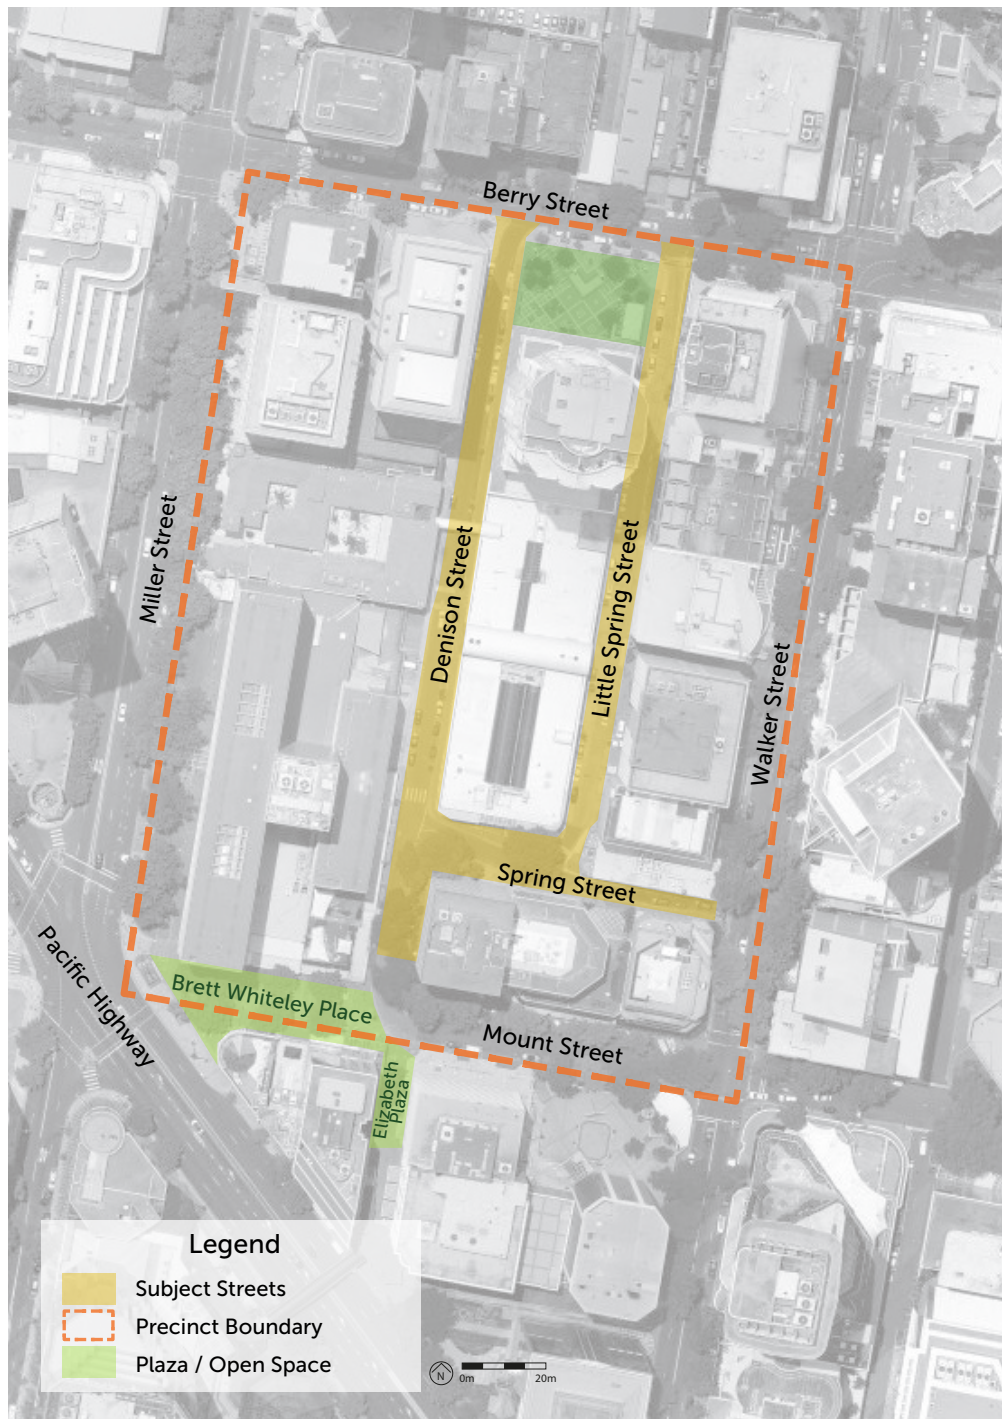 Berry Street
Miller Street
Denison Street
Little Spring Street
Walker Street
Spring Street
Pacific Highway
Brett Whiteley Place
Mount Street
Elizabeth
Plaza
Legend
Subject Streets
Precinct Boundary
Plaza / Open Space
N
0m
20m